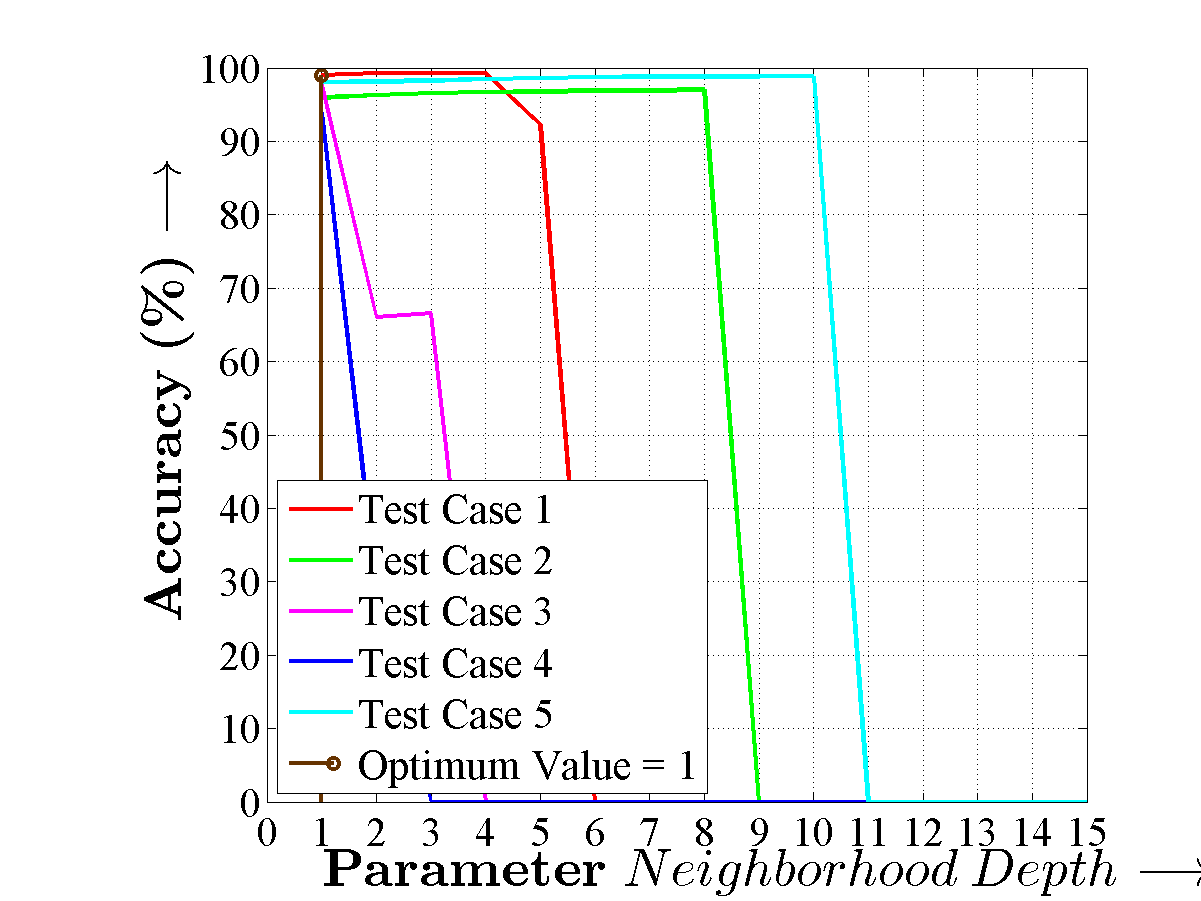 100
90
80
70
60
50
40
30
20
10
0
Accuracy (%) →
Test Case 1
Test Case 2
Test Case 3
Test Case 4
Test Case 5
Optimum Value = 1
0 1 2 3 4 5 6 7 8 9 10 11 12 13 14 15
Parameter Neighborhood Depth →